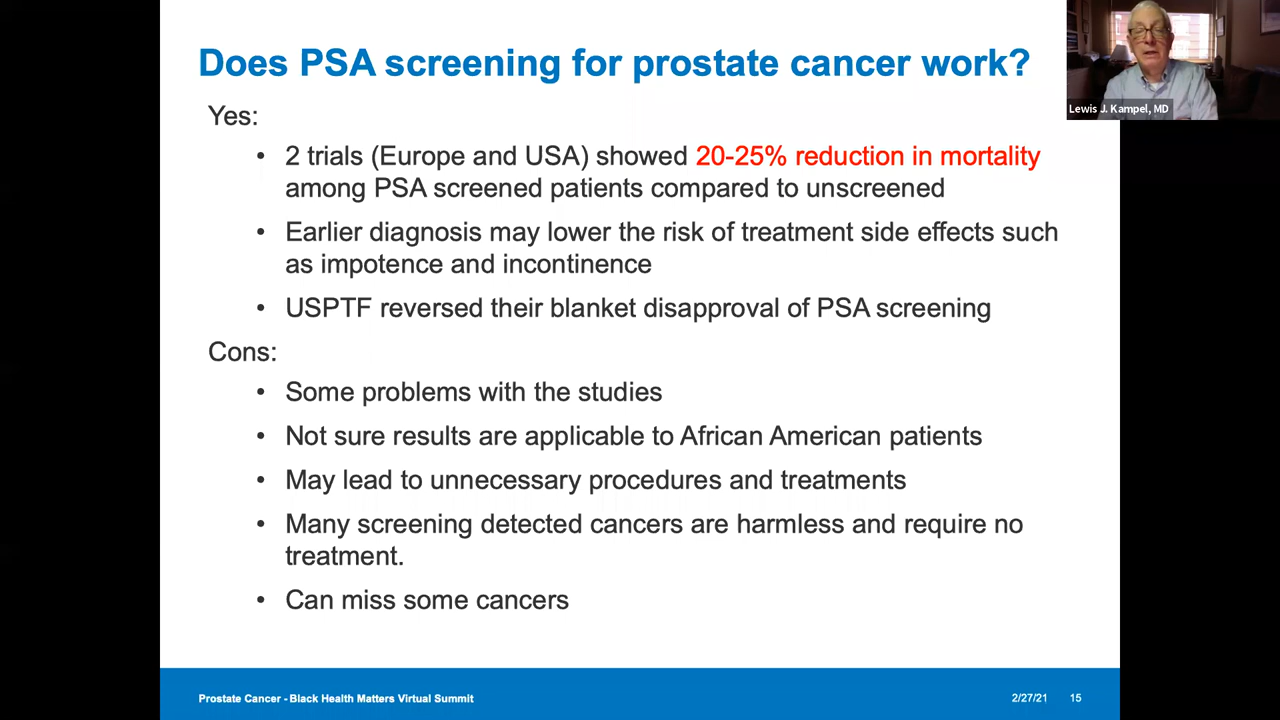 Does PSA screening for prostate cancer work?
Lewis J. Kampel, MD
Yes:
• 2 trials (Europe and USA) showed 20-25% reduction in mortality
among PSA screened patients compared to unscreened
• Earlier diagnosis may lower the risk of treatment side effects such
as impotence and incontinence
• USPTF reversed their blanket disapproval of PSA screening
Cons:
• Some problems with the studies
• Not sure results are applicable to African American patients
• May lead to unnecessary procedures and treatments
• Many screening detected cancers are harmless and require no
treatment.
• Can miss some cancers
Prostate Cancer - Black Health Matters Virtual Summit
2/27/21 15